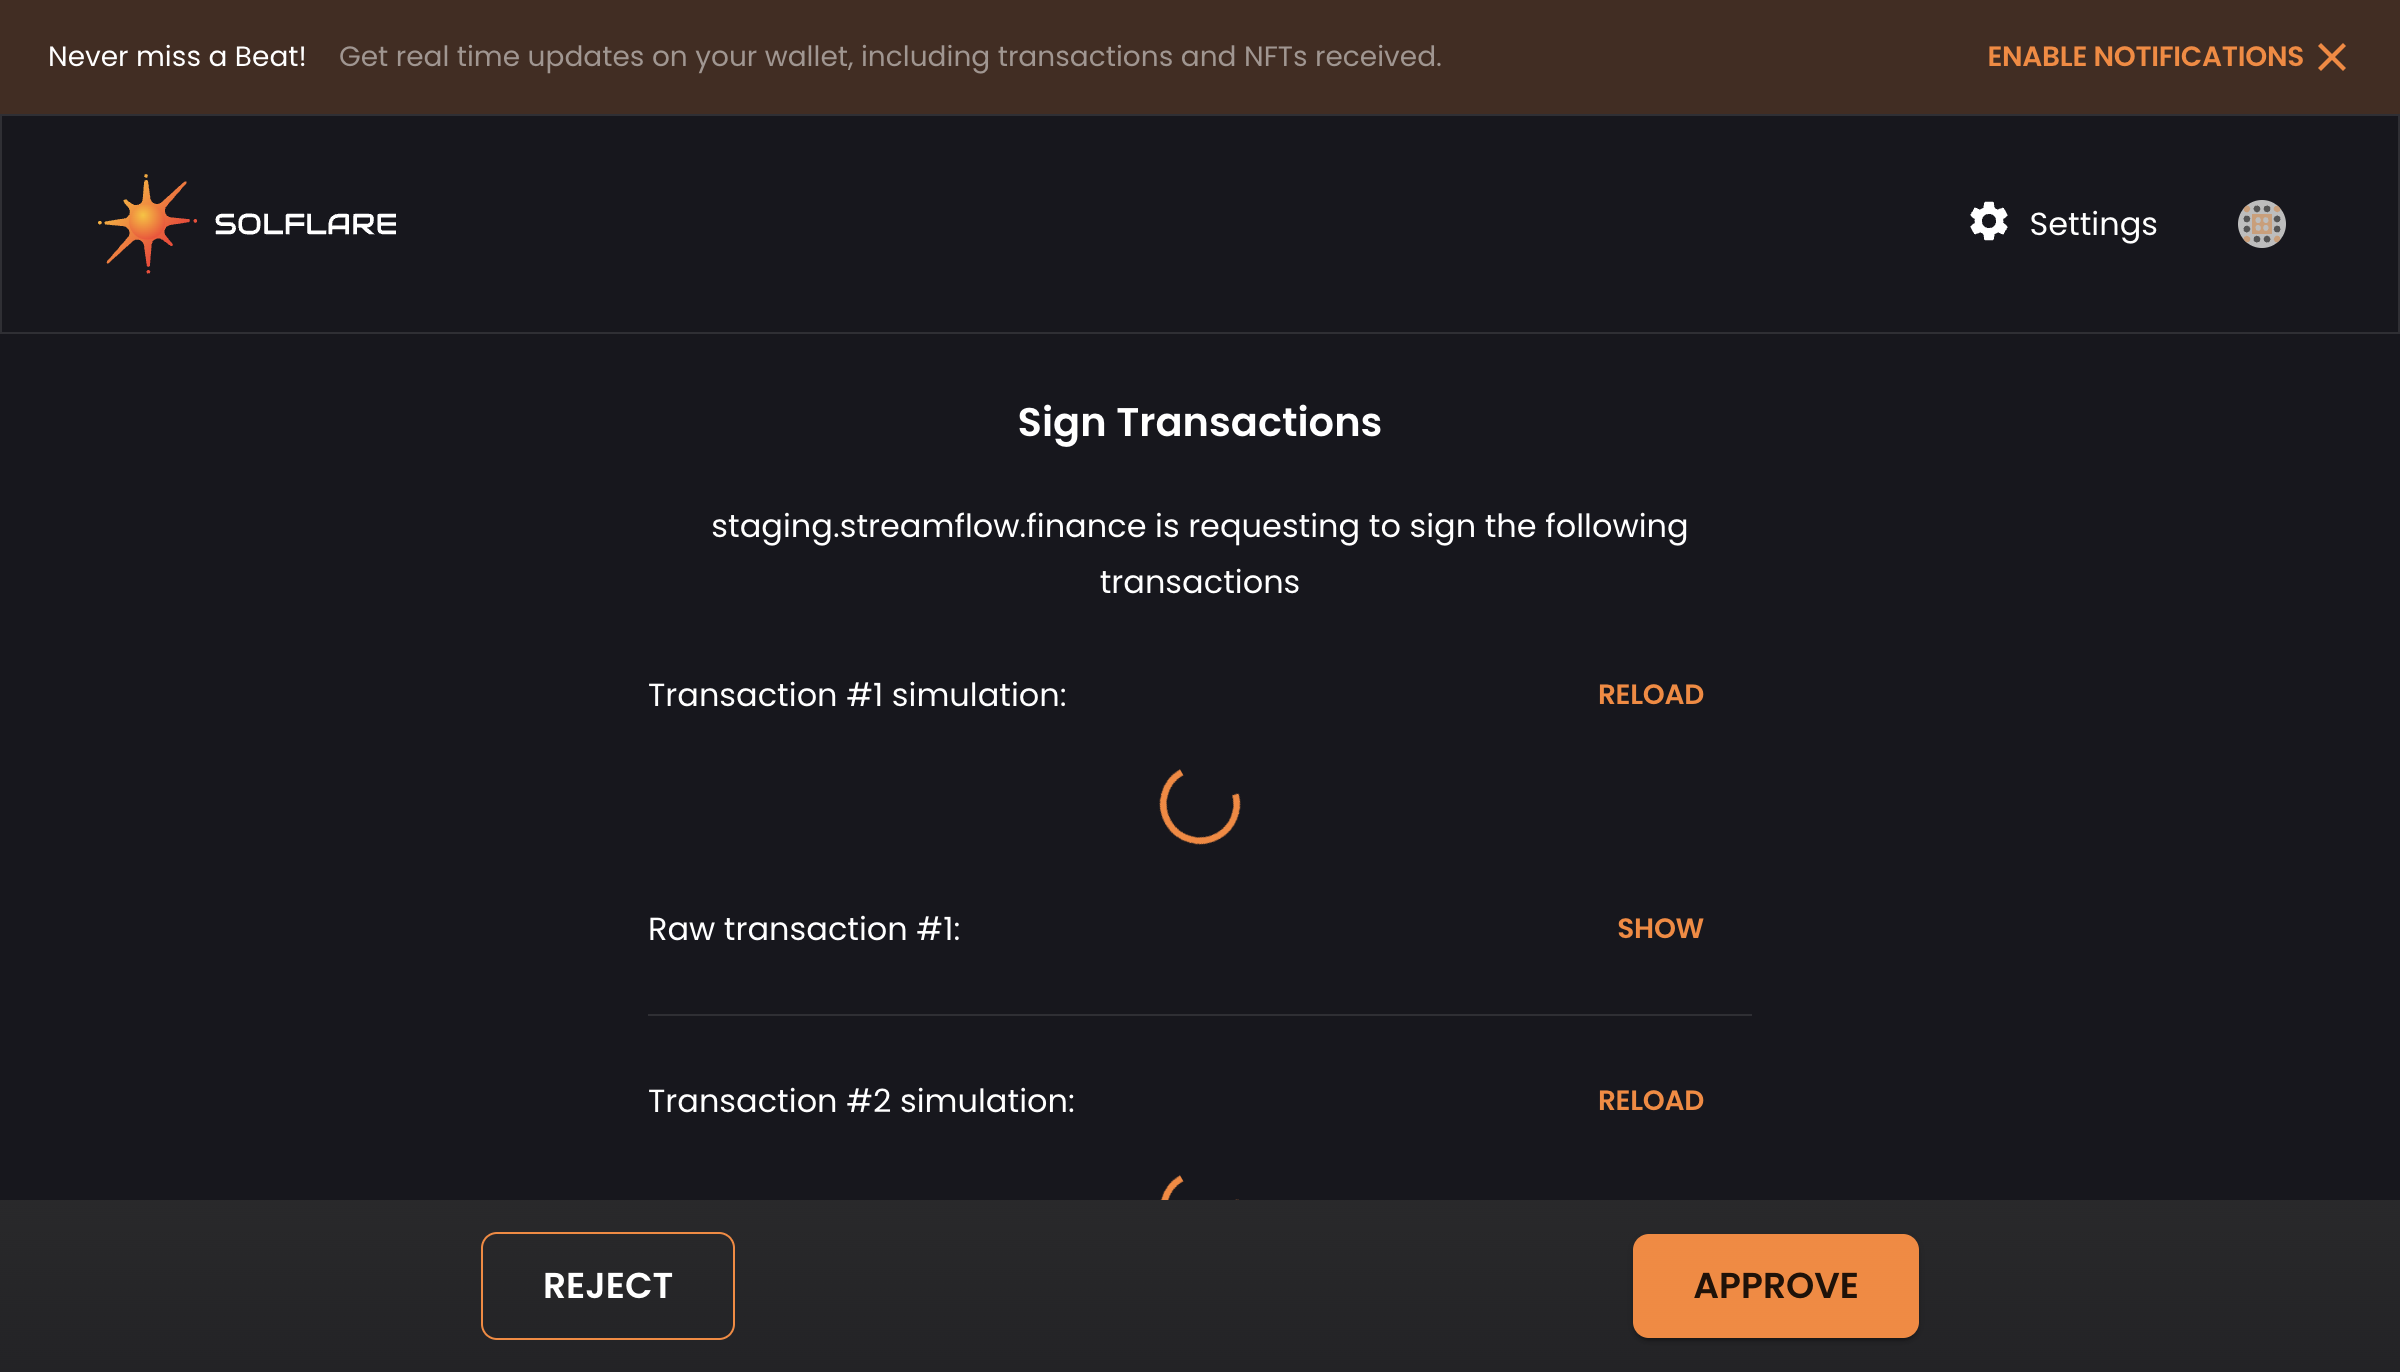 Never miss a Beat! Get real time updates on your wallet, including transactions and NFTs received. ENABLE NOTIFICATIONS
SOLFLARE Settings
Sign Transactions
staging.streamflow.finance is requesting to sign the following
transactions
Transaction #1 simulation: RELOAD
Raw transaction #1: SHOW
Transaction #2 simulation: RELOAD
REJECT APPROVE